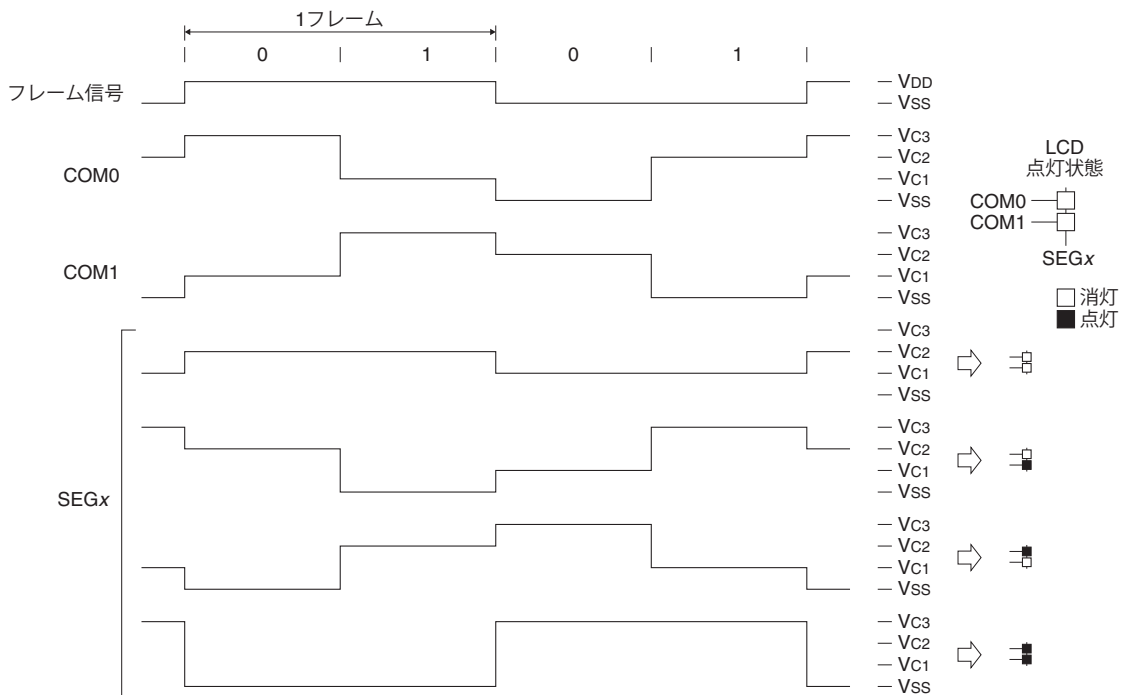 1フレーム
0 1 0 1
フレーム信号
VDD
VSS
COM0
VC3
VC2
VC1
VSS
COM1
VC3
VC2
VC1
VSS
LCD
点灯状態
COM0
COM1
SEGx
消灯
点灯
SEGx
VC3
VC2
VC1
VSS
VC3
VC2
VC1
VSS
VC3
VC2
VC1
VSS
VC3
VC2
VC1
VSS